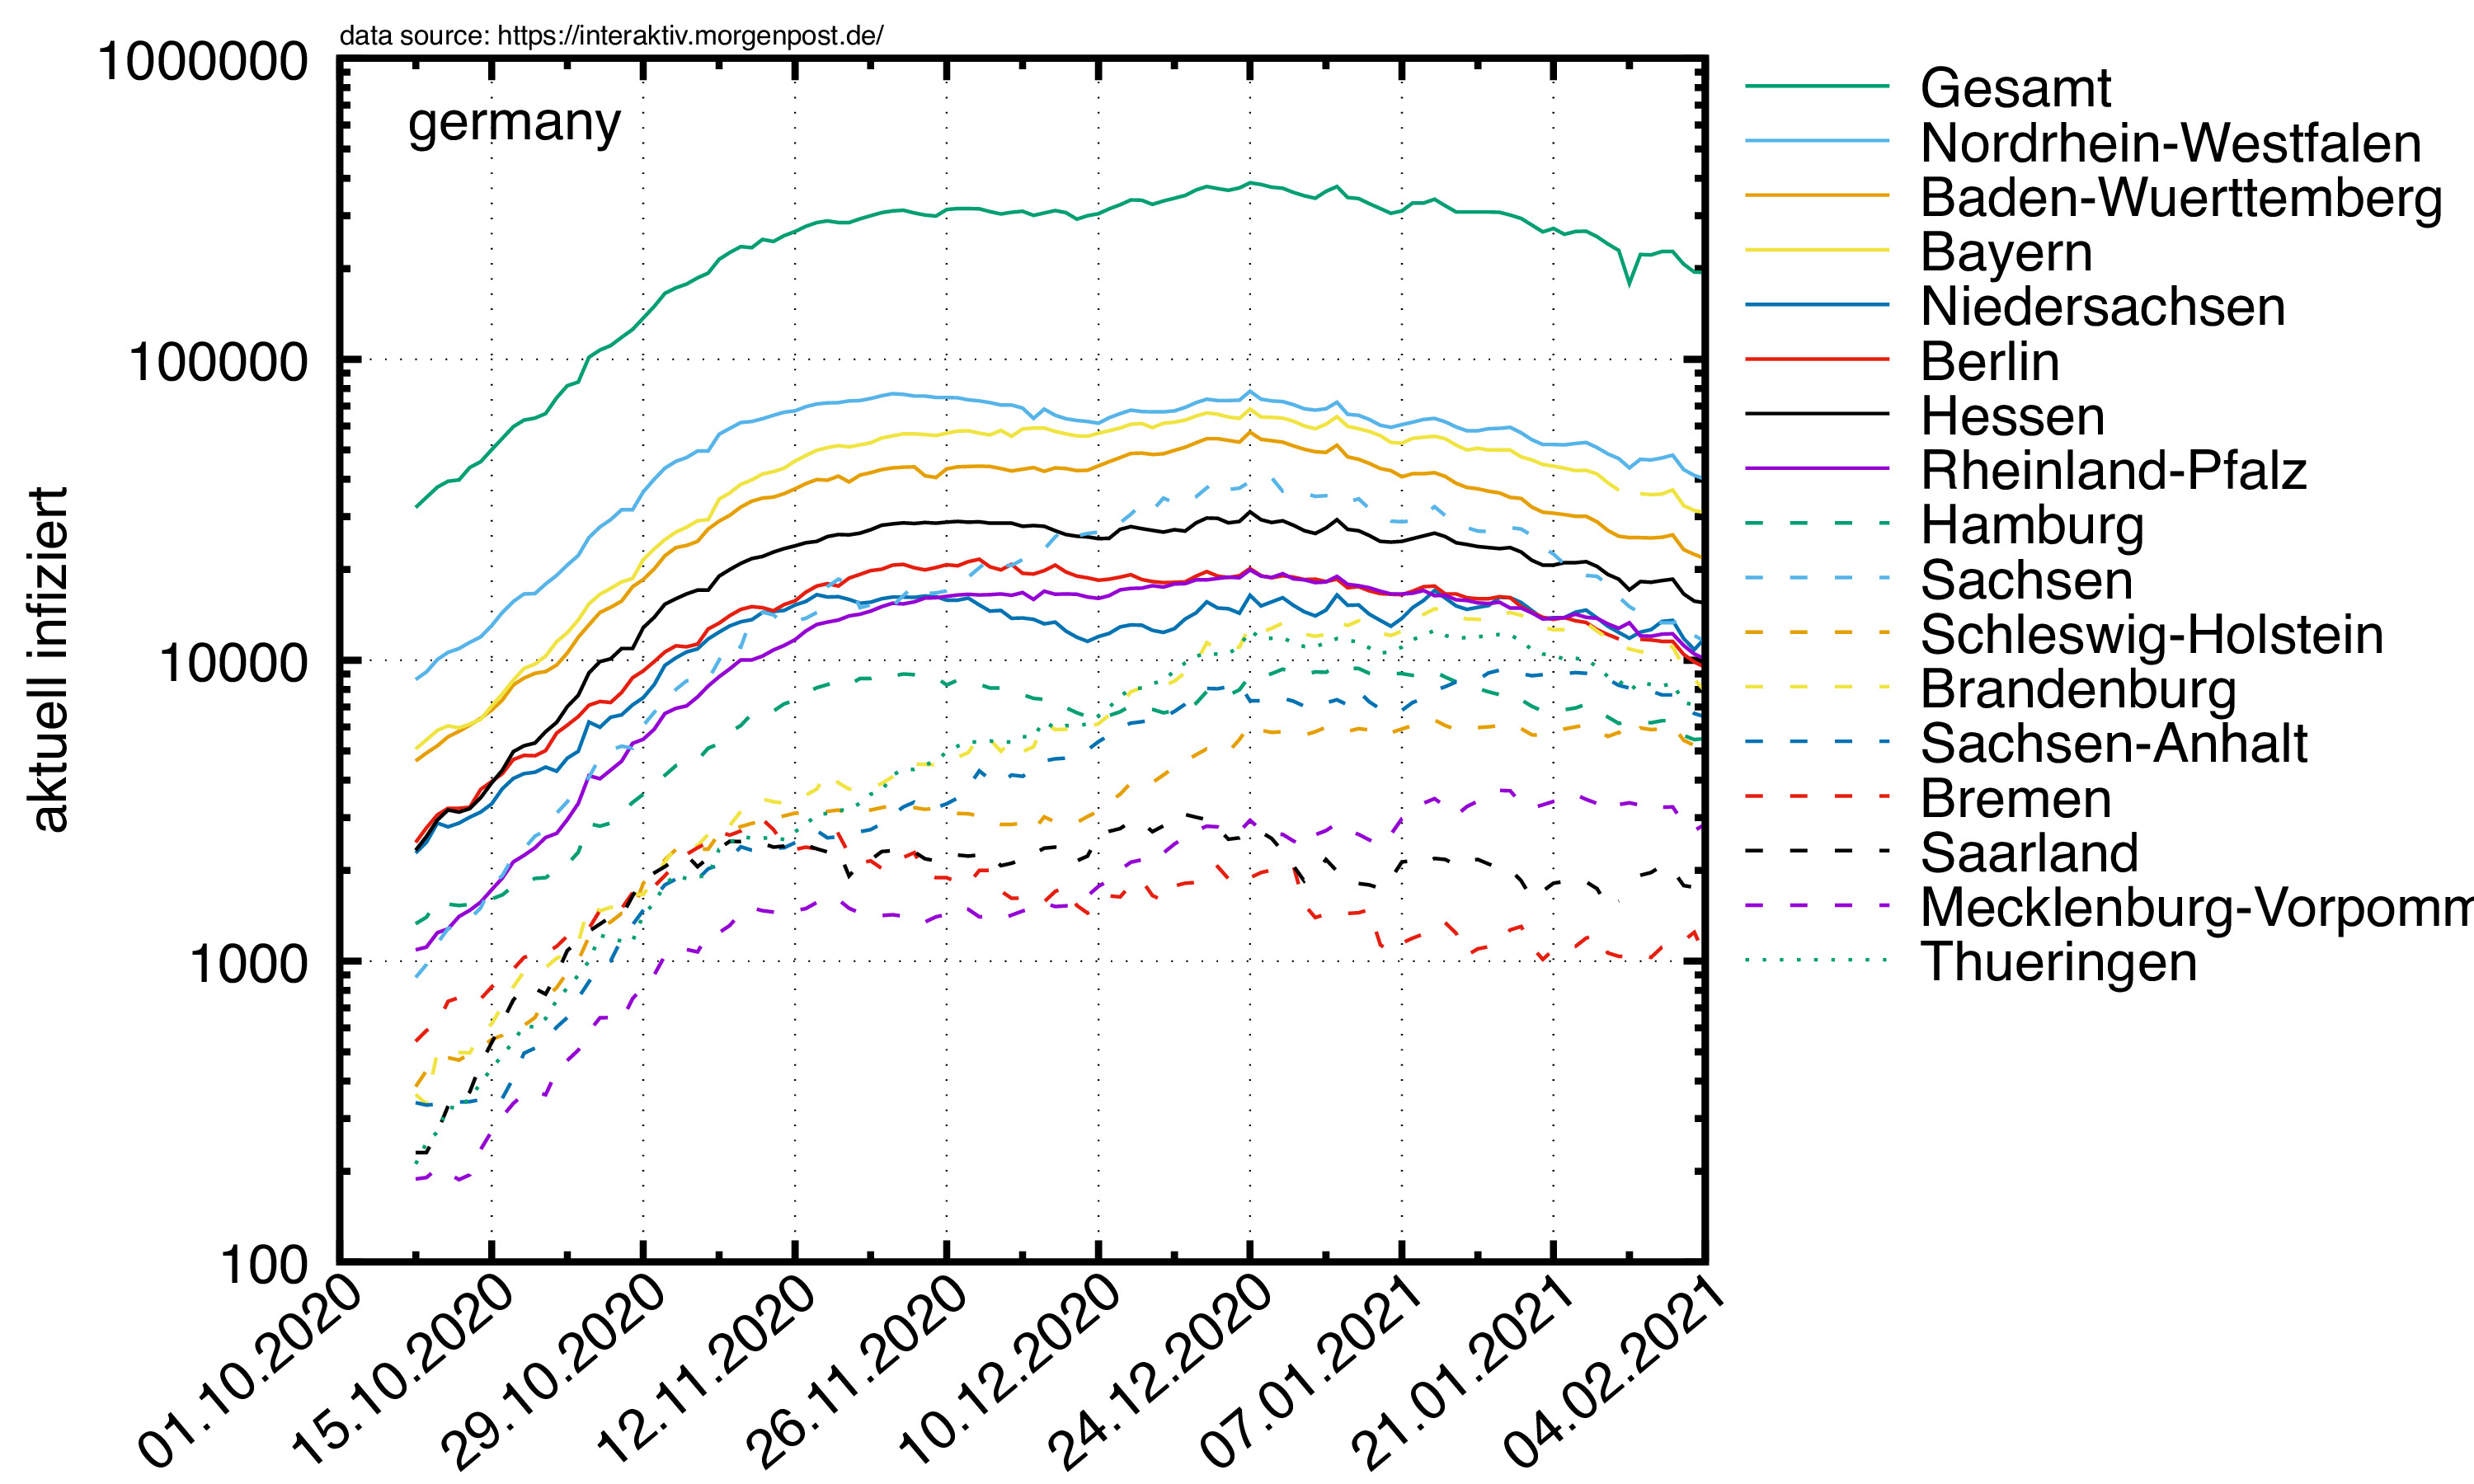 data source: https://interaktiv.morgenpost.de/
germany
aktuell infiziert
1000000
100000
10000
1000
100
01.10.2020
15.10.2020
29.10.2020
12.11.2020
26.11.2020
10.12.2020
24.12.2020
07.01.2021
21.01.2021
04.02.2021
Gesamt
Nordrhein-Westfalen
Baden-Wuerttemberg
Bayern
Niedersachsen
Berlin
Hessen
Rheinland-Pfalz
Hamburg
Sachsen
Schleswig-Holstein
Brandenburg
Sachsen-Anhalt
Bremen
Saarland
Mecklenburg-Vorpomm
Thueringen